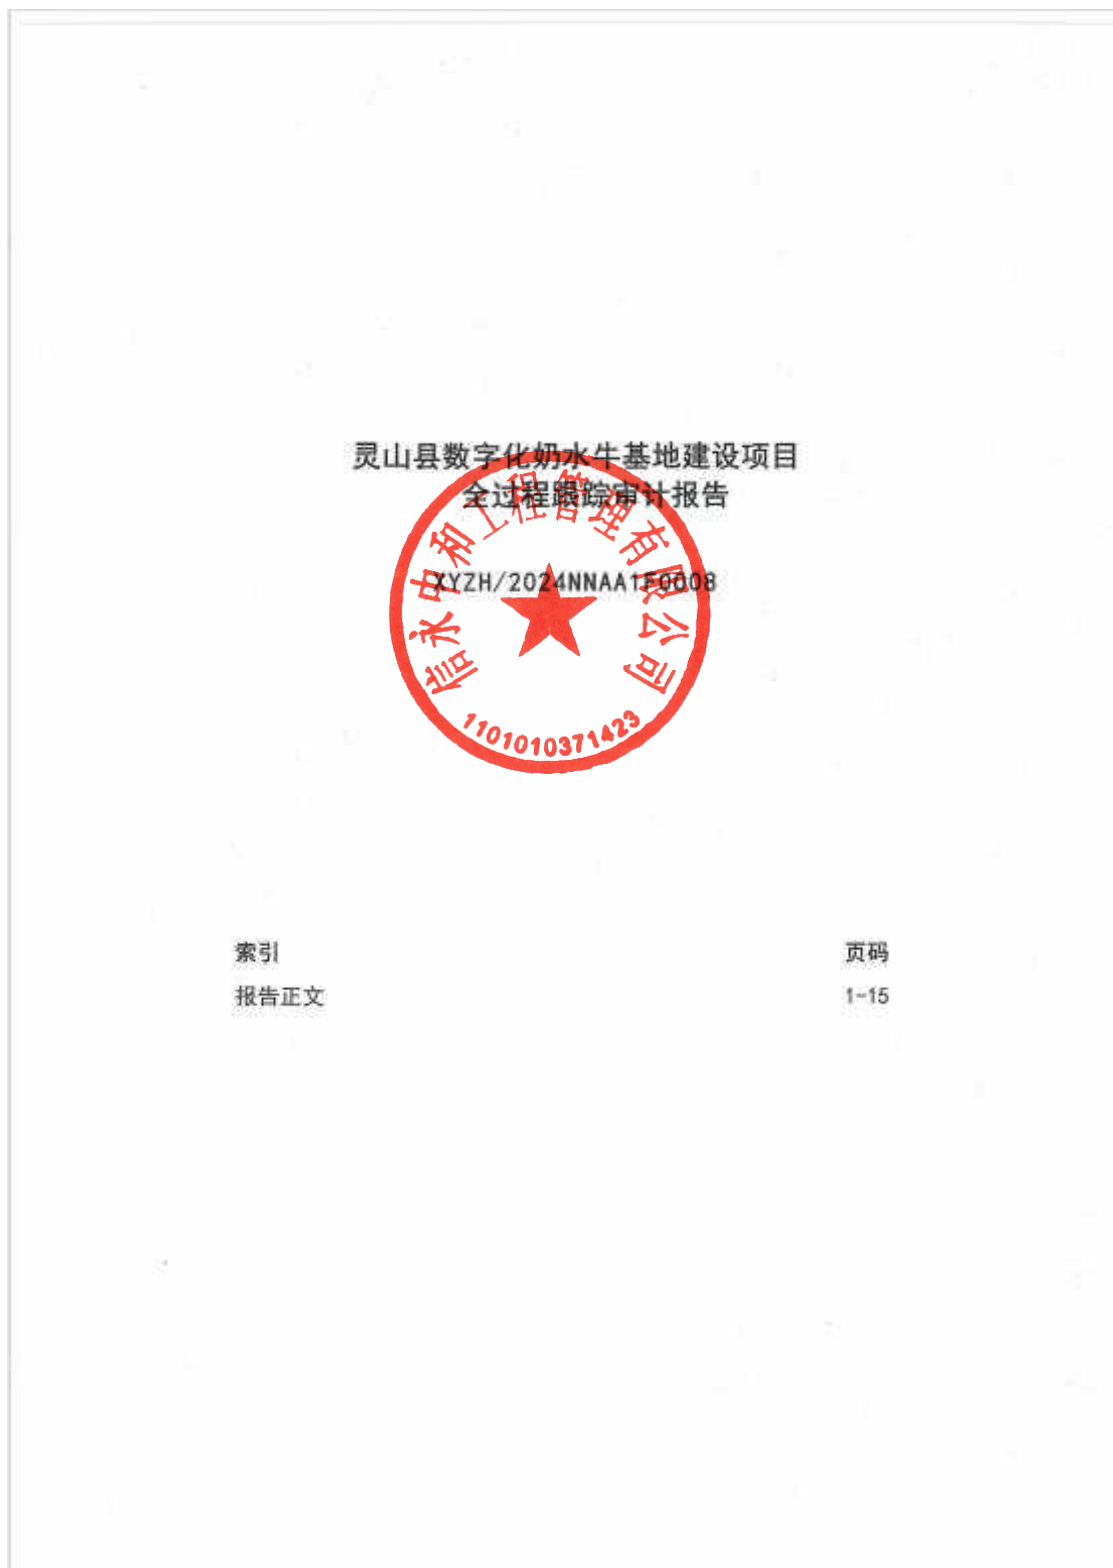 灵山县数字化奶水牛基地建设项目
全过程跟踪审计报告
XYZH/2024NNAA1F0008
信永中和工程管理有限公司
1101010371423
索引 页码
报告正文 1-15